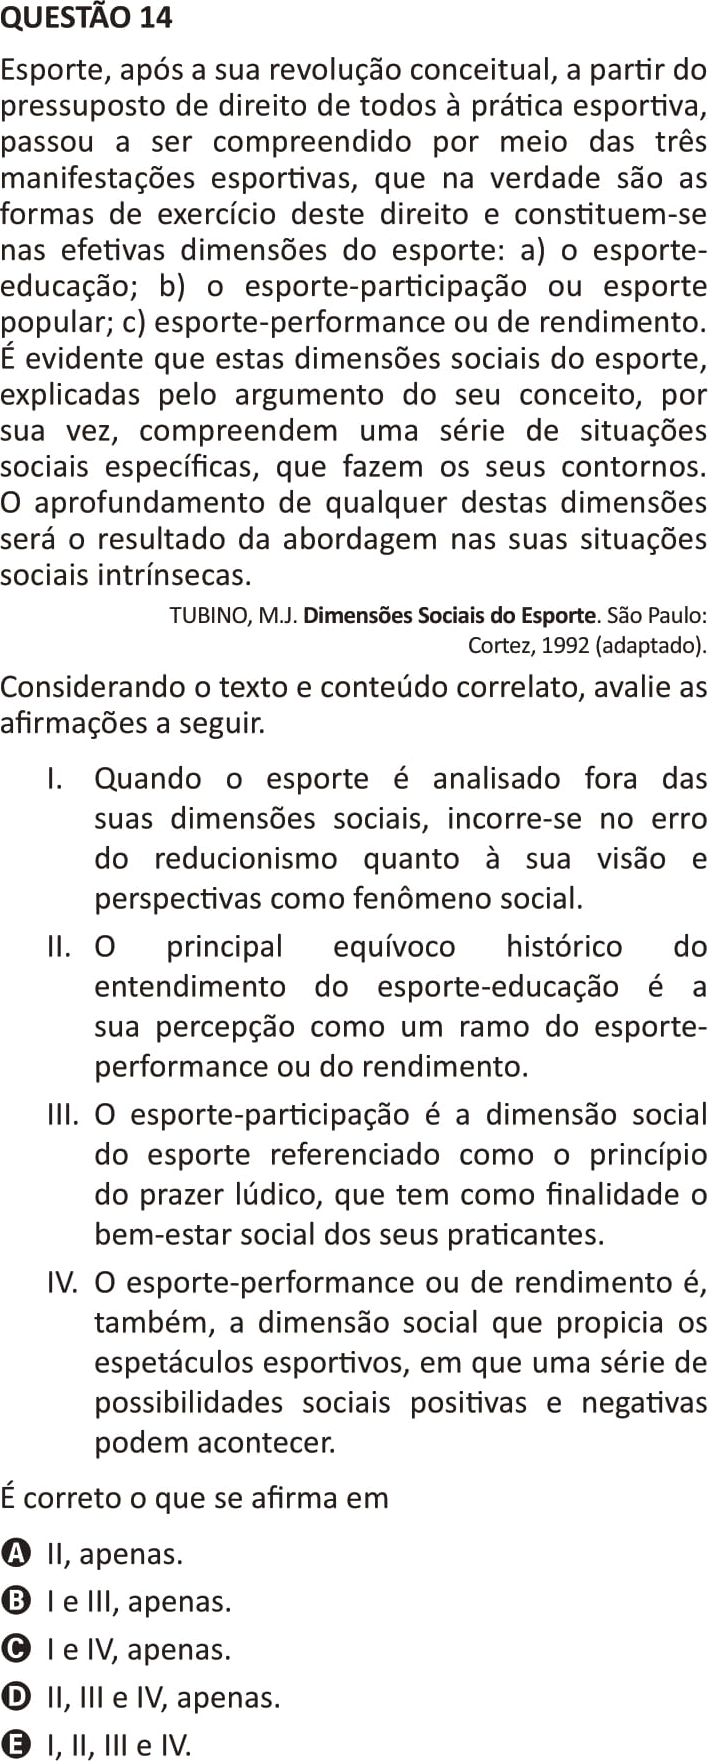 QUESTÃO 14
Esporte, após a sua revolução conceitual, a partir do
pressuposto de direito de todos à prática esportiva,
passou a ser compreendido por meio das três
manifestações esportivas, que na verdade são as
formas de exercício deste direito e constituem-se
nas efetivas dimensões do esporte: a) o esporte-
educação; b) o esporte-participação ou esporte
popular; c) esporte-performance ou de rendimento.
É evidente que estas dimensões sociais do esporte,
explicadas pelo argumento do seu conceito, por
sua vez, compreendem uma série de situações
sociais específicas, que fazem os seus contornos.
O aprofundamento de qualquer destas dimensões
será o resultado da abordagem nas suas situações
sociais intrínsecas.
TUBINO, M.J. Dimensões Sociais do Esporte. São Paulo:
Cortez, 1992 (adaptado).
Considerando o texto e conteúdo correlato, avalie as
afirmações a seguir.
I. Quando o esporte é analisado fora das
suas dimensões sociais, incorre-se no erro
do reducionismo quanto à sua visão e
perspectivas como fenômeno social.
II. O principal equívoco histórico do
entendimento do esporte-educação é a
sua percepção como um ramo do esporte-
performance ou do rendimento.
III. O esporte-participação é a dimensão social
do esporte referenciado como o princípio
do prazer lúdico, que tem como finalidade o
bem-estar social dos seus praticantes.
IV. O esporte-performance ou de rendimento é,
também, a dimensão social que propicia os
espetáculos esportivos, em que uma série de
possibilidades sociais positivas e negativas
podem acontecer.
É correto o que se afirma em
A II, apenas.
B I e III, apenas.
C I e IV, apenas.
D II, III e IV, apenas.
E I, II, III e IV.